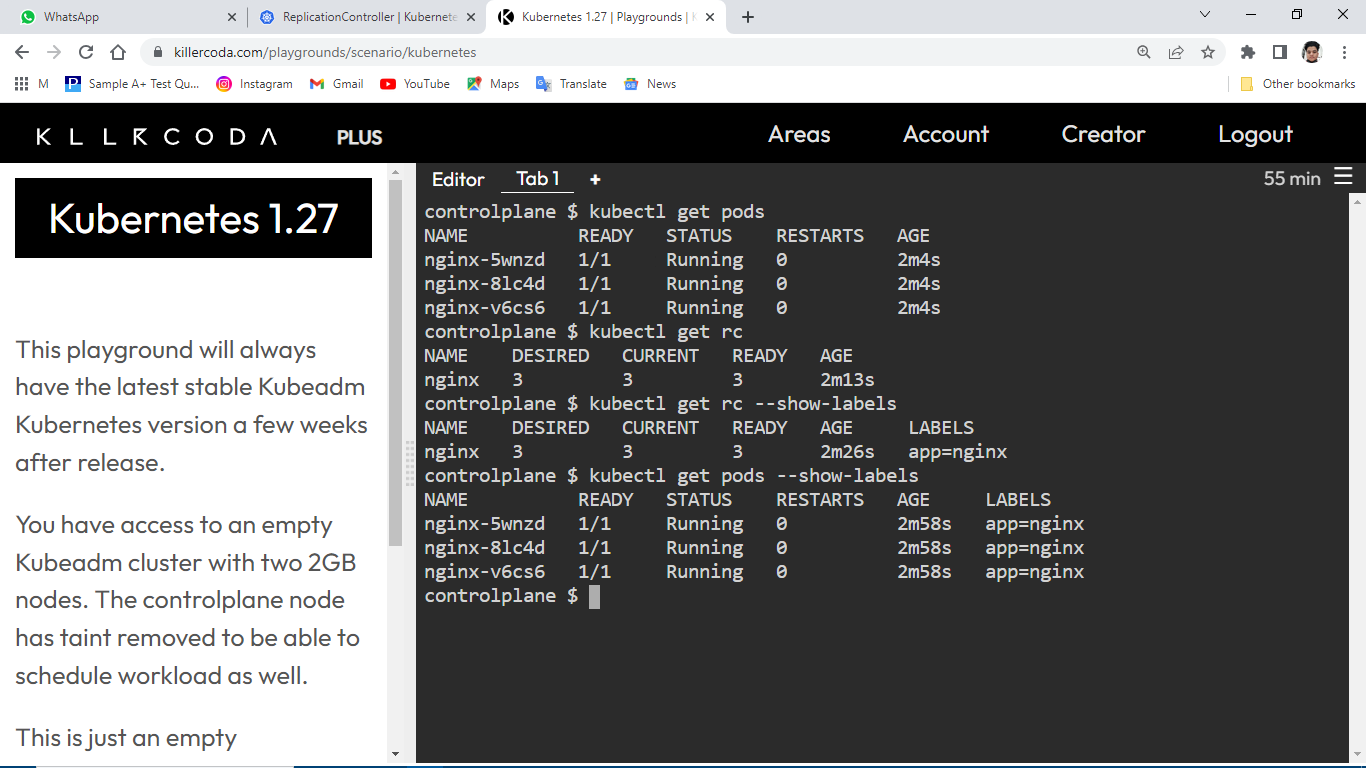 WhatsApp
ReplicationController | Kubernete
Kubernetes 1.27 | Playgrounds |
killercoda.com/playgrounds/scenario/kubernetes
M
Sample A+ Test Qu...
Instagram
Gmail
YouTube
Maps
Translate
News
Other bookmarks
KLLRCODA
PLUS
Areas
Account
Creator
Logout
Kubernetes 1.27
This playground will always
have the latest stable Kubeadm
Kubernetes version a few weeks
after release.
You have access to an empty
Kubeadm cluster with two 2GB
nodes. The controlplane node
has taint removed to be able to
schedule workload as well.
This is just an empty
Editor Tab 1 +
55 min
controlplane $ kubectl get pods
NAME READY STATUS RESTARTS AGE
nginx-5wnzd 1/1 Running 0 2m4s
nginx-8lc4d 1/1 Running 0 2m4s
nginx-v6cs6 1/1 Running 0 2m4s
controlplane $ kubectl get rc
NAME DESIRED CURRENT READY AGE
nginx 3 3 3 2m13s
controlplane $ kubectl get rc --show-labels
NAME DESIRED CURRENT READY AGE LABELS
nginx 3 3 3 2m26s app=nginx
controlplane $ kubectl get pods --show-labels
NAME READY STATUS RESTARTS AGE LABELS
nginx-5wnzd 1/1 Running 0 2m58s app=nginx
nginx-8lc4d 1/1 Running 0 2m58s app=nginx
nginx-v6cs6 1/1 Running 0 2m58s app=nginx
controlplane $